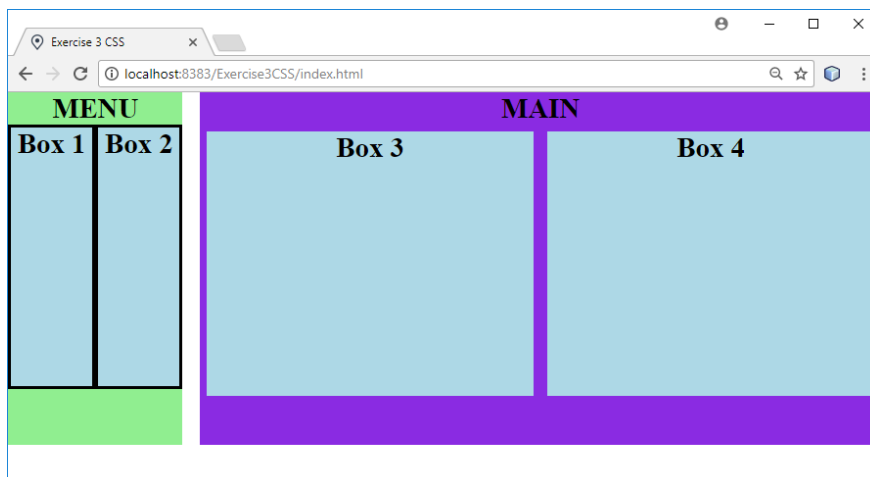 Exercise 3 CSS
localhost:8383/Exercise3CSS/index.html
MENU
Box 1 Box 2
MAIN
Box 3 Box 4